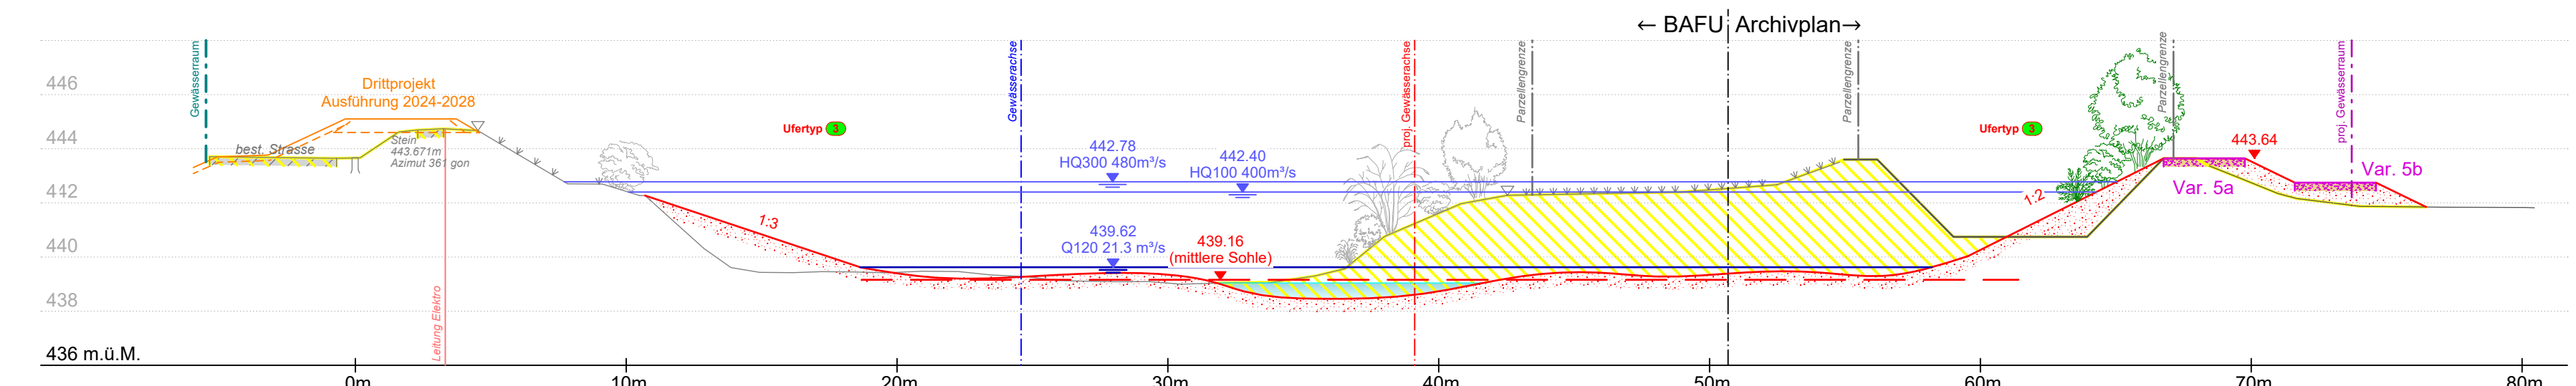 ← BAFU Archivplan→
Gewässerraum
Gewässerachse
proj. Gewässerachse
Parzellengrenze
Parzellengrenze
Parzellengrenze
proj. Gewässerraum
446
444
442
440
438
436 m.ü.M.
Drittprojekt
Ausführung 2024-2028
best. Strasse
Stein
443.671m
Azimut 361 gon
Leitung Elektro
Ufertyp 3
1:3
442.78
HQ300 480m³/s
442.40
HQ100 400m³/s
439.62
Q120 21.3 m³/s
439.16
(mittlere Sohle)
Ufertyp 3
1:2
443.64
Var. 5a
Var. 5b
0m
10m
20m
30m
40m
50m
60m
70m
80m